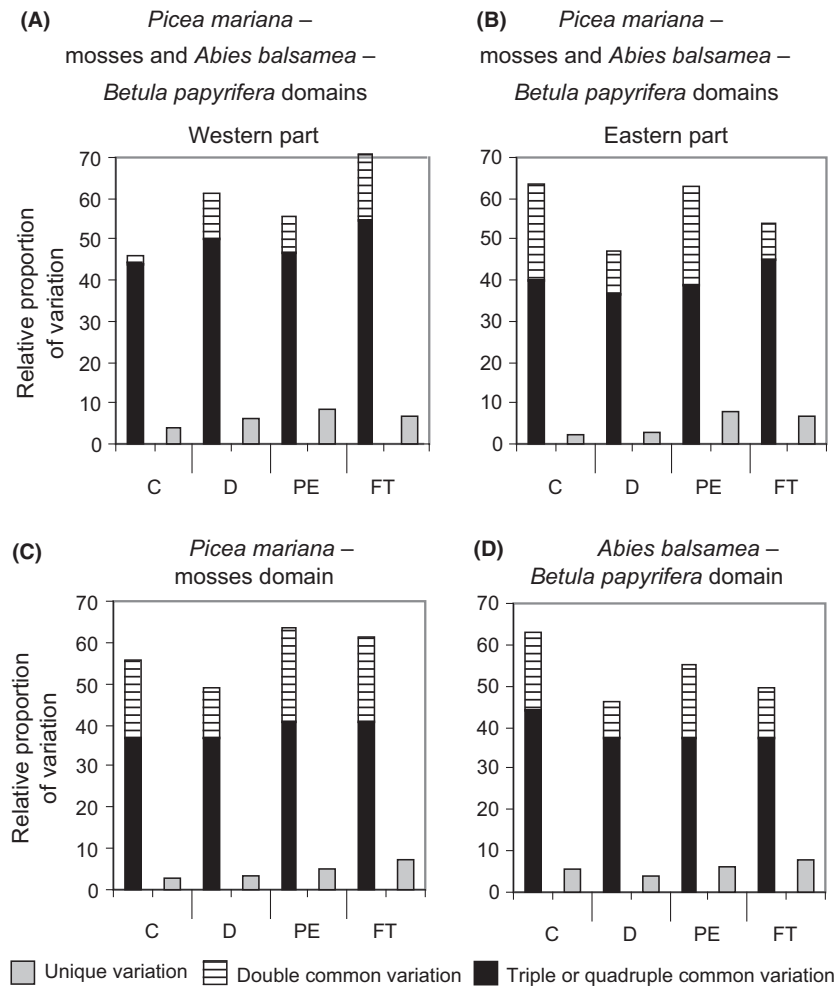 (A) Picea mariana –
mosses and Abies balsamea –
Betula papyrifera domains
Western part
70
60
50
40
30
20
10
0
Relative proportion
of variation
C D PE FT
(B) Picea mariana –
mosses and Abies balsamea –
Betula papyrifera domains
Eastern part
70
60
50
40
30
20
10
0
C D PE FT
(C) Picea mariana –
mosses domain
70
60
50
40
30
20
10
0
Relative proportion
of variation
C D PE FT
(D) Abies balsamea –
Betula papyrifera domain
70
60
50
40
30
20
10
0
C D PE FT
Unique variation Double common variation Triple or quadruple common variation